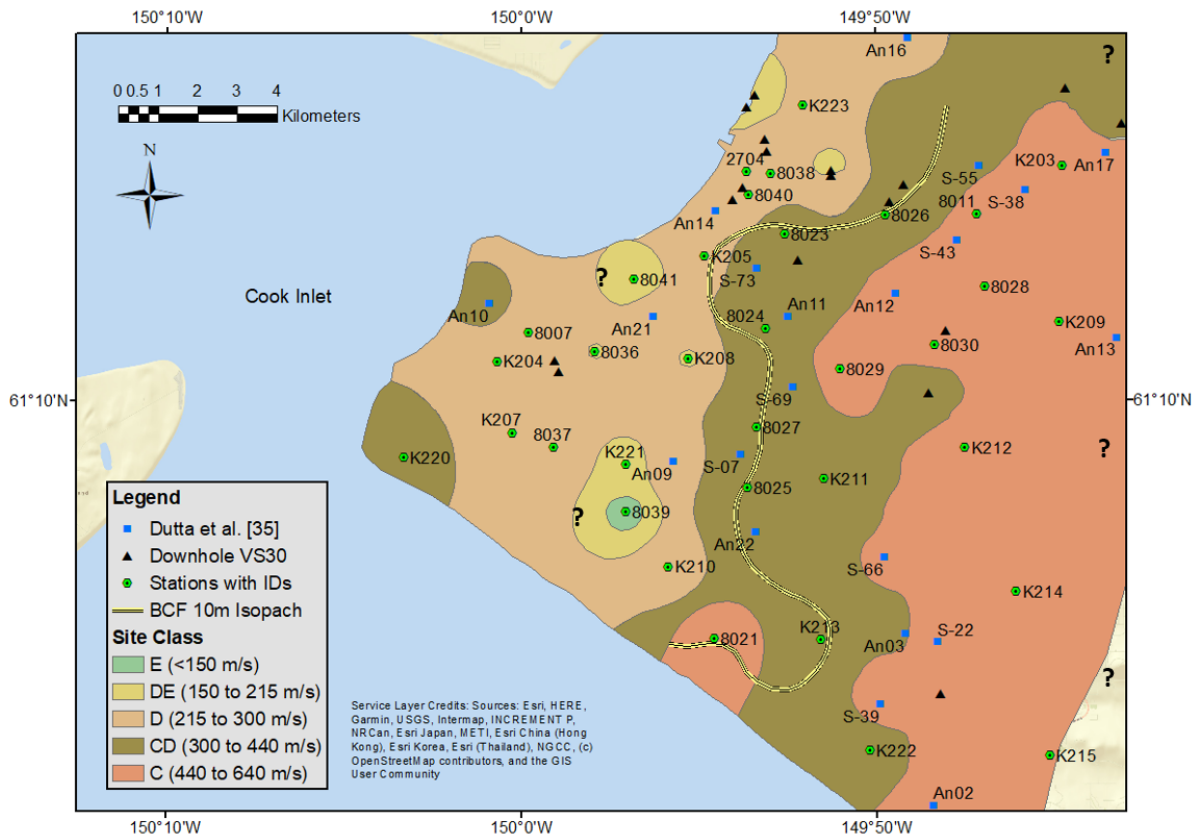 150°10'W 150°0'W 149°50'W
0 0.5 1 2 3 4
Kilometers
N
An16
?
K223
2704
8038
8040
An14
K203
An17
S-55
S-38
8011
8026
8023
S-43
K205
S-73
?
8041
8028
An12
An10
8007
An21
8024
An11
K209
Cook Inlet
8036
K208
8030
An13
K204
8029
61°10'N
61°10'N
S-69
K207
8037
8027
K212
?
K220
K221
An09
S-07
8025
K211
?
8039
An22
S-66
K210
K214
8021
K213
An03
S-22
?
S-39
K222
K215
An02
Legend
Dutta et al. [35]
Downhole VS30
Stations with IDs
BCF 10m Isopach
Site Class
E (<150 m/s)
DE (150 to 215 m/s)
D (215 to 300 m/s)
CD (300 to 440 m/s)
C (440 to 640 m/s)
Service Layer Credits: Sources: Esri, HERE,
Garmin, USGS, Intermap, INCREMENT P,
NRCan, Esri Japan, METI, Esri China (Hong
Kong), Esri Korea, Esri (Thailand), NGCC, (c)
OpenStreetMap contributors, and the GIS
User Community
150°10'W 150°0'W 149°50'W